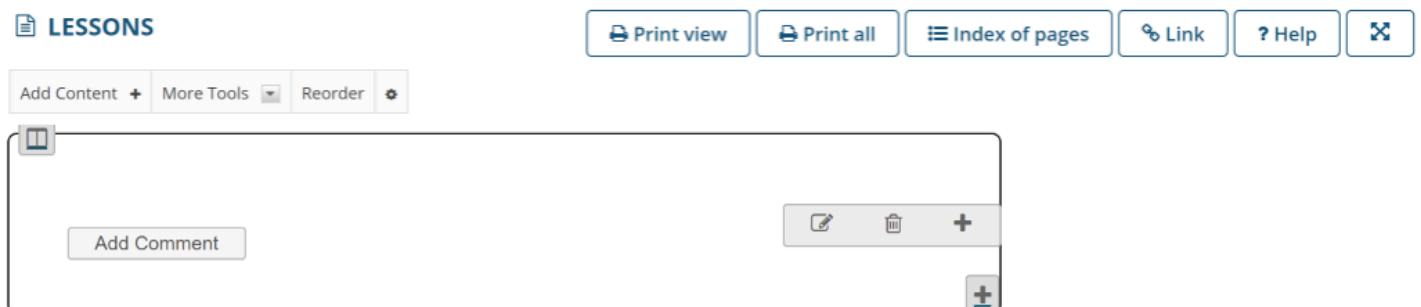 LESSONS
Print view Print all Index of pages Link ? Help
Add Content + More Tools Reorder
Add Comment